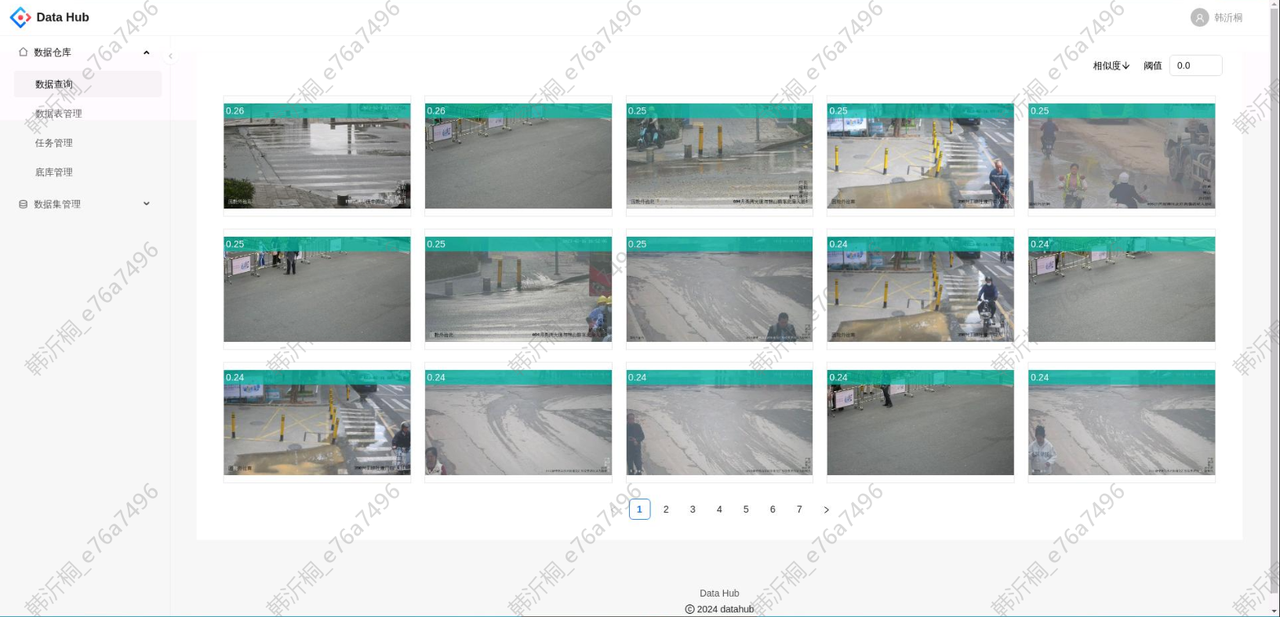 Data Hub
韩沂桐
数据仓库
数据查询
数据表管理
任务管理
底库管理
数据集管理
相似度↓ 阈值 0.0
0.26 0.26 0.25 0.25 0.25
0.25 0.25 0.25 0.24 0.24
0.24 0.24 0.24 0.24 0.24
1 2 3 4 5 6 7 >
Data Hub
© 2024 datahub
韩沂桐_e76a7496